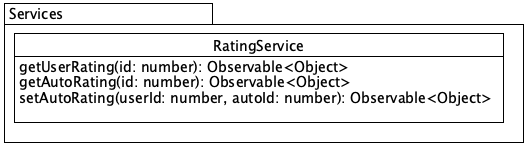 Services
RatingService
getUserRating(id: number): Observable<Object>
getAutoRating(id: number): Observable<Object>
setAutoRating(userId: number, autoId: number): Observable<Object>